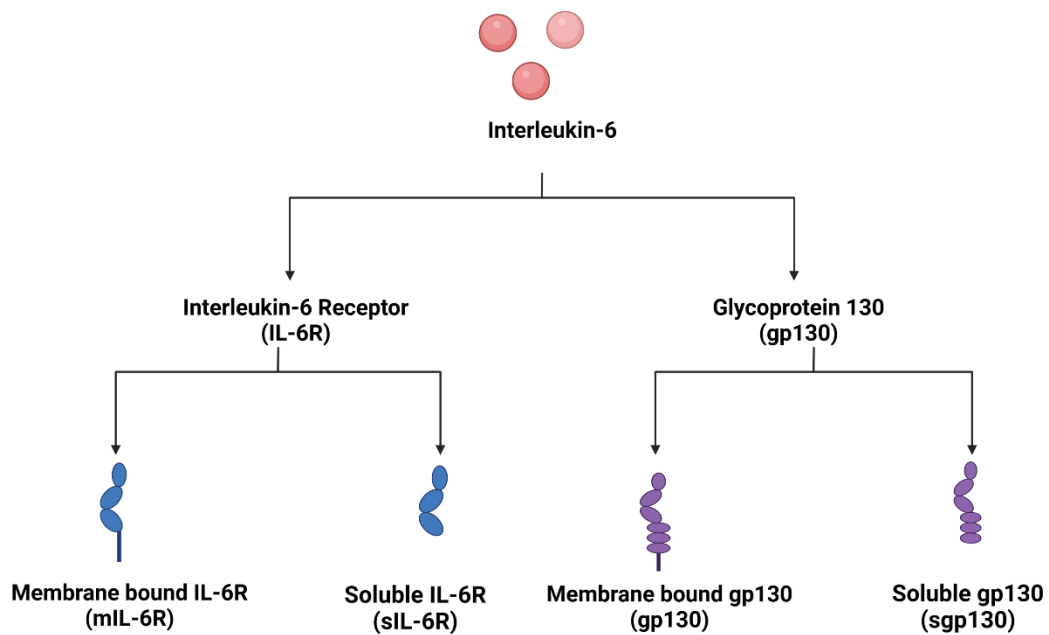 Interleukin-6
Interleukin-6 Receptor
(IL-6R)
Glycoprotein 130
(gp130)
Membrane bound IL-6R
(mIL-6R)
Soluble IL-6R
(sIL-6R)
Membrane bound gp130
(gp130)
Soluble gp130
(sgp130)